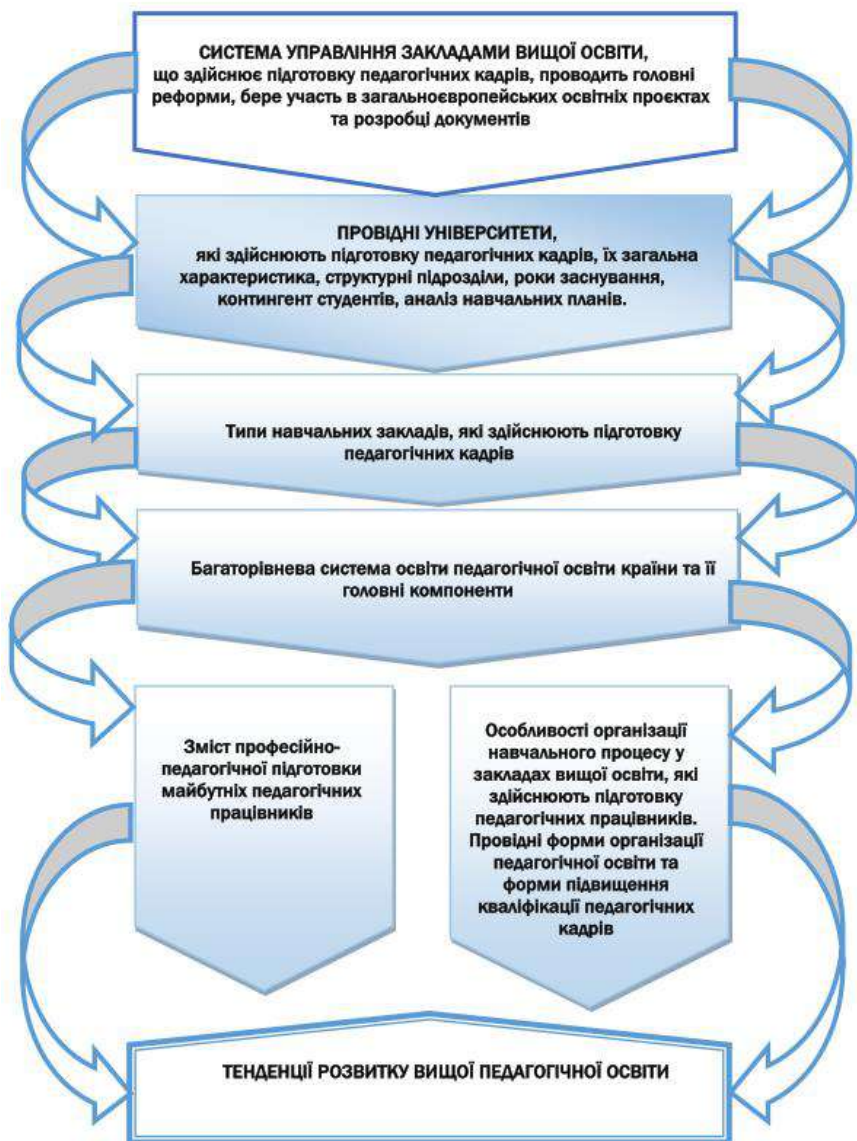 СИСТЕМА УПРАВЛІННЯ ЗАКЛАДАМИ ВИЩОЇ ОСВІТИ,
що здійснює підготовку педагогічних кадрів, проводить головні
реформи, бере участь в загальноєвропейських освітніх проєктах
та розробці документів
ПРОВІДНІ УНІВЕРСИТЕТИ,
які здійснюють підготовку педагогічних кадрів, їх загальна
характеристика, структурні підрозділи, роки заснування,
контингент студентів, аналіз навчальних планів.
Типи навчальних закладів, які здійснюють підготовку
педагогічних кадрів
Багаторівнева система освіти педагогічної освіти країни та її
головні компоненти
Зміст професійно-
педагогічної підготовки
майбутніх педагогічних
працівників
Особливості організації
навчального процесу у
закладах вищої освіти, які
здійснюють підготовку
педагогічних працівників.
Провідні форми організації
педагогічної освіти та
форми підвищення
кваліфікації педагогічних
кадрів
ТЕНДЕНЦІЇ РОЗВИТКУ ВИЩОЇ ПЕДАГОГІЧНОЇ ОСВІТИ